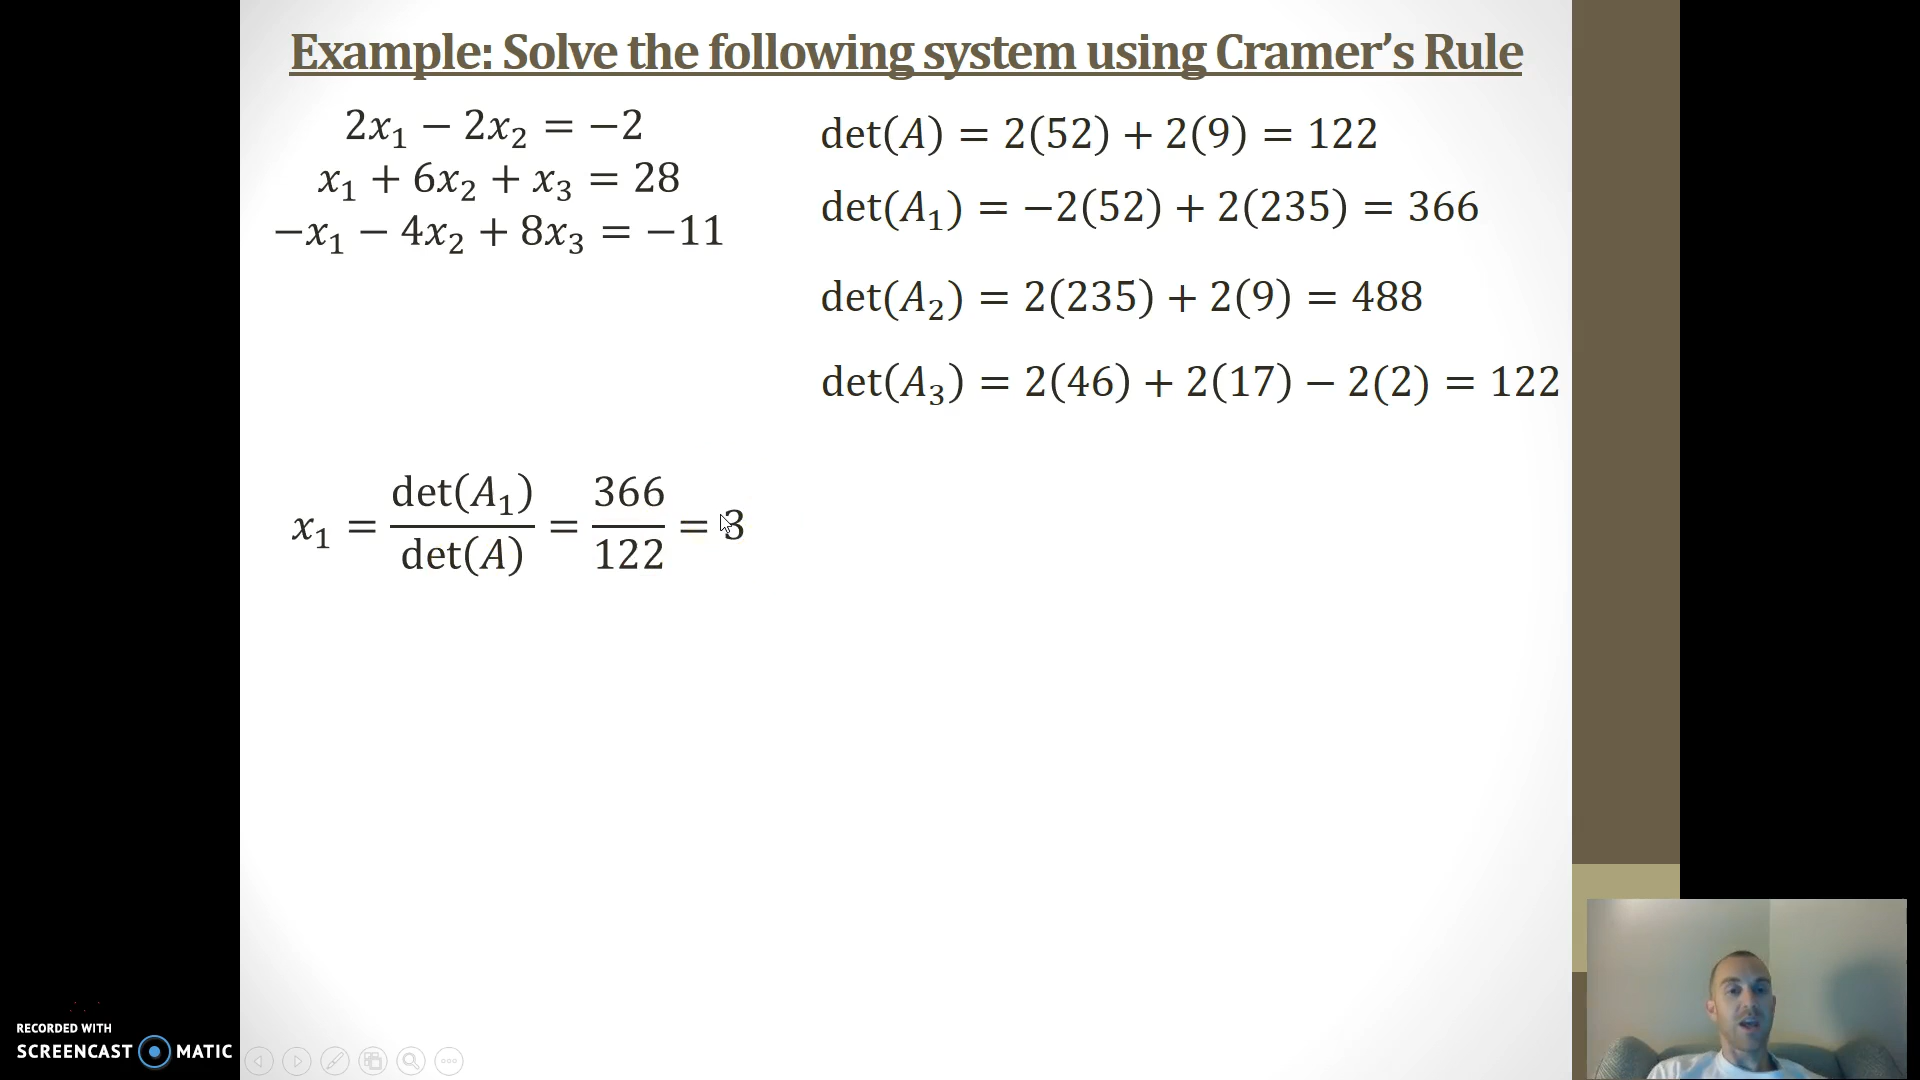 Example: Solve the following system using Cramer’s Rule
2x₁ − 2x₂ = −2
x₁ + 6x₂ + x₃ = 28
−x₁ − 4x₂ + 8x₃ = −11
det(A) = 2(52) + 2(9) = 122
det(A₁) = −2(52) + 2(235) = 366
det(A₂) = 2(235) + 2(9) = 488
det(A₃) = 2(46) + 2(17) − 2(2) = 122
x₁ = det(A₁)/det(A) = 366/122 = 3
RECORDED WITH
SCREENCAST MATIC